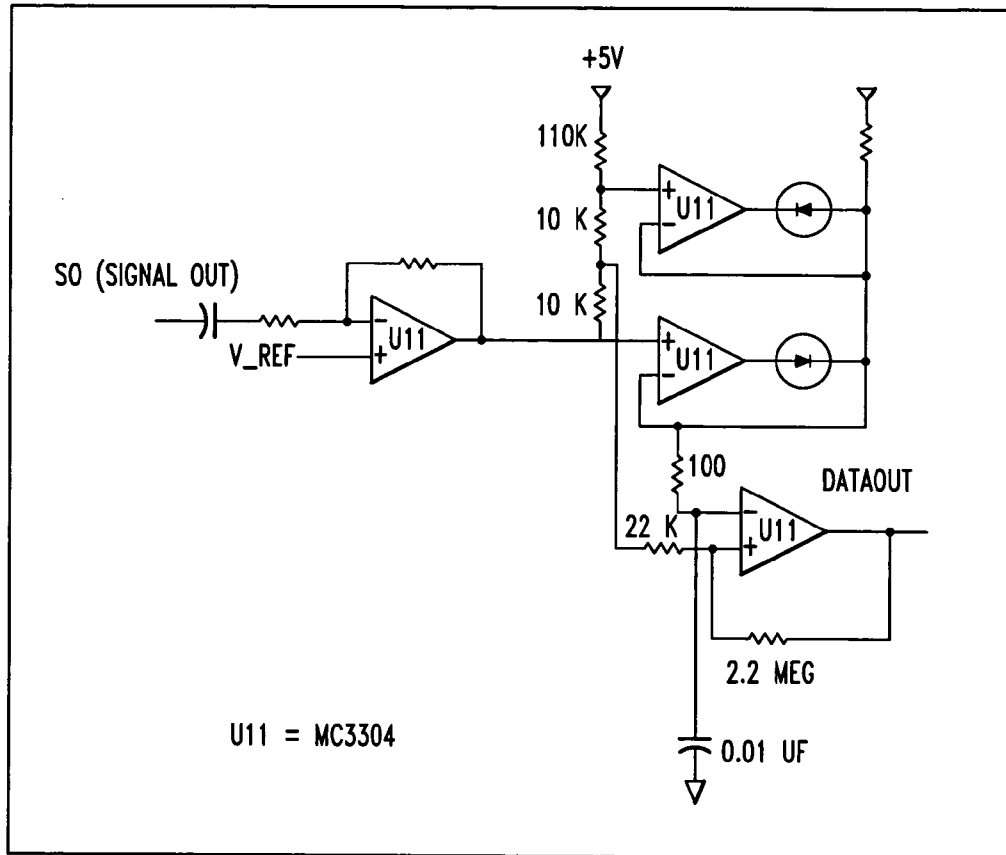 +5V
110K
+
U11
-
10 K
SO (SIGNAL OUT)
10 K
-
U11
+
V_REF
+
U11
-
100
DATAOUT
22 K
-
U11
+
2.2 MEG
U11 = MC3304
0.01 UF